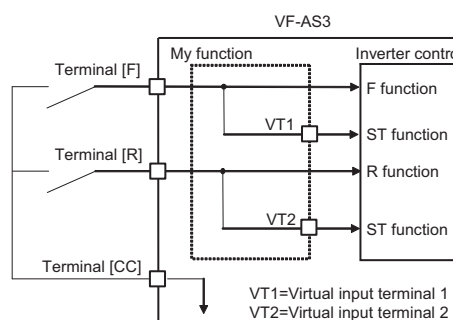 VF-AS3
My function
Inverter contro
Terminal [F]
F function
VT1
ST function
Terminal [R]
R function
VT2
ST function
Terminal [CC]
VT1=Virtual input terminal 1
VT2=Virtual input terminal 2